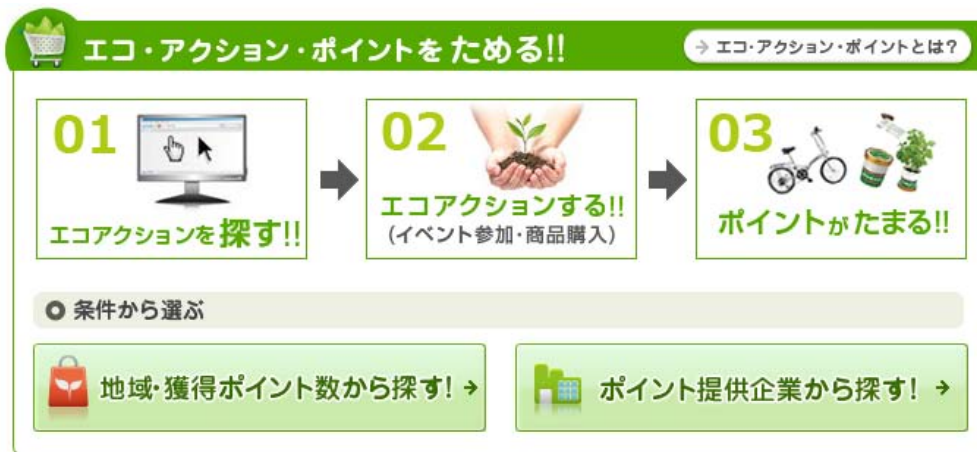 エコ・アクション・ポイントをためる!!
エコ・アクション・ポイントとは?
01
エコアクションを探す!!
02
エコアクションする!!
(イベント参加・商品購入)
03
ポイントがたまる!!
条件から選ぶ
地域・獲得ポイント数から探す!
ポイント提供企業から探す!